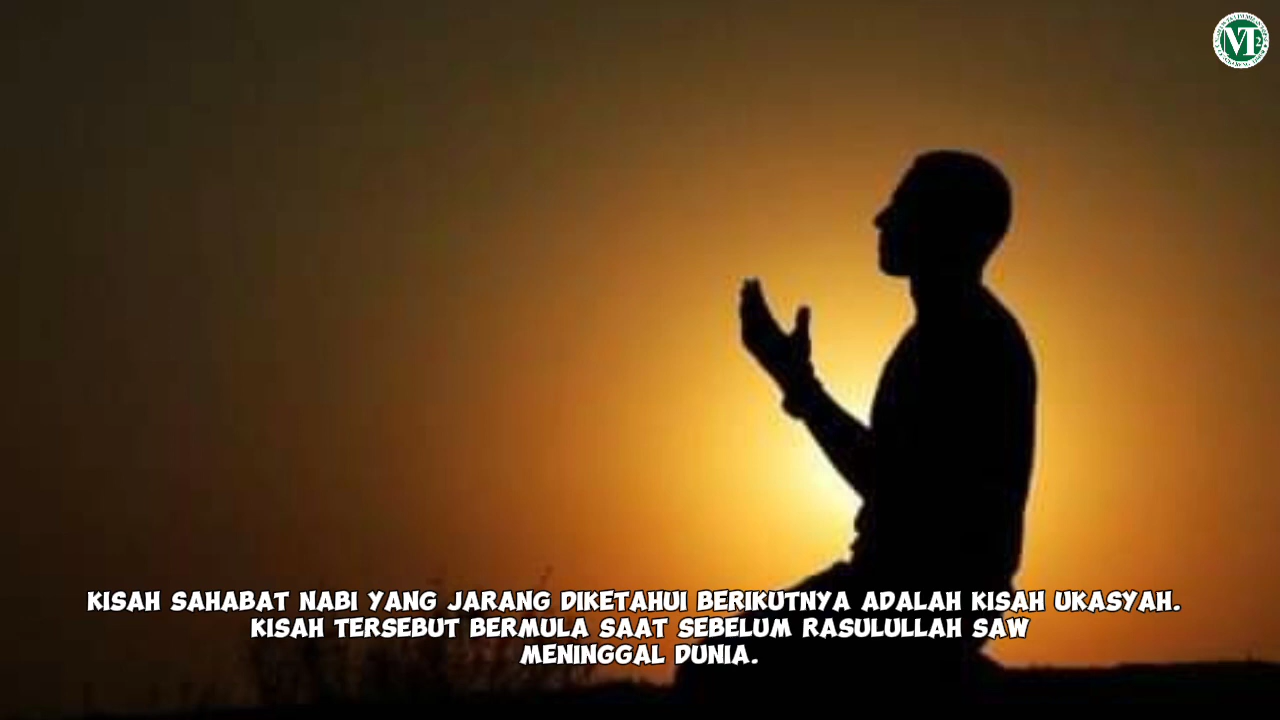 KISAH SAHABAT NABI YANG JARANG DIKETAHUI BERIKUTNYA ADALAH KISAH UKASYAH.
KISAH TERSEBUT BERMULA SAAT SEBELUM RASULULLAH SAW
MENINGGAL DUNIA.